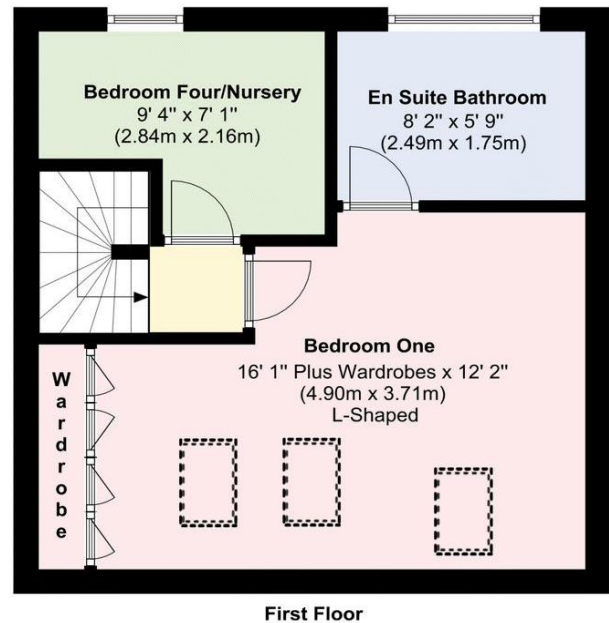 Bedroom Four/Nursery
9' 4" x 7' 1"
(2.84m x 2.16m)
En Suite Bathroom
8' 2" x 5' 9"
(2.49m x 1.75m)
Bedroom One
16' 1" Plus Wardrobes x 12' 2"
(4.90m x 3.71m)
L-Shaped
Wardrobe
First Floor